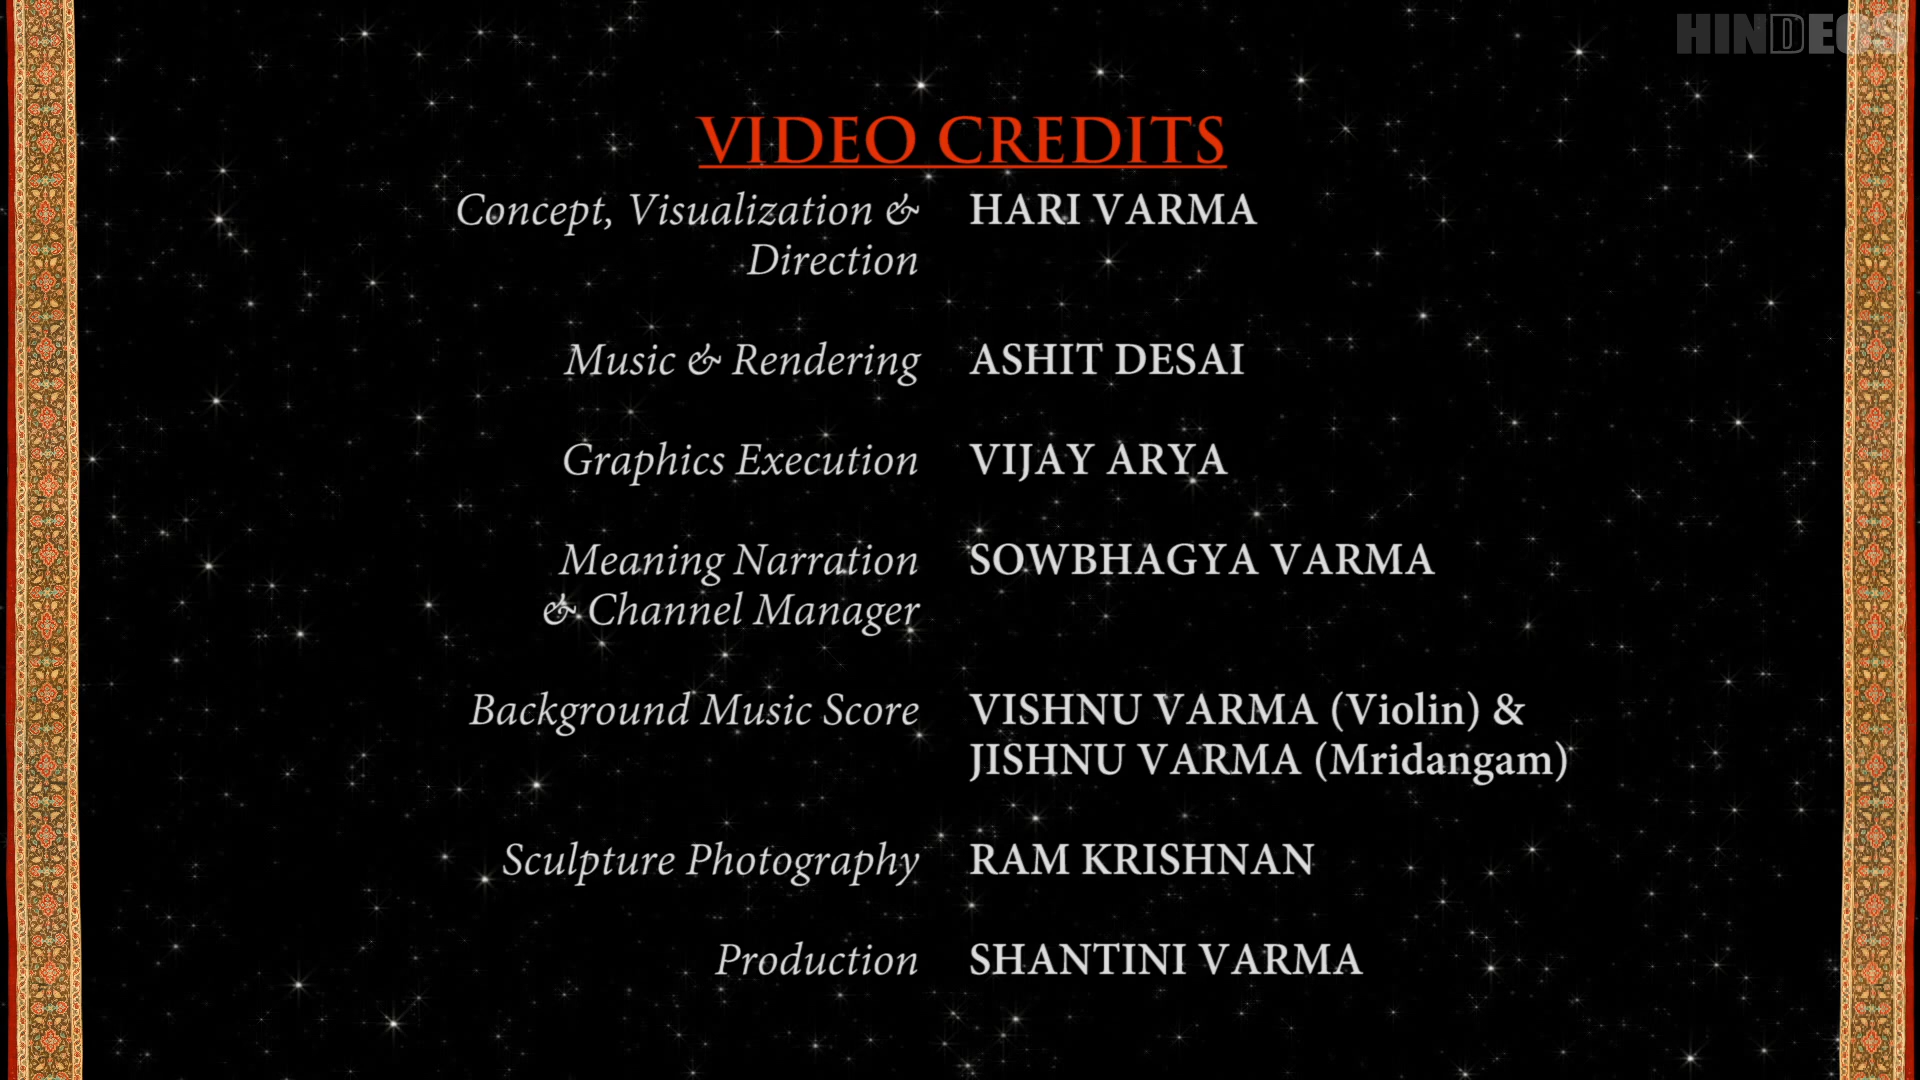 HINDEOS
VIDEO CREDITS
Concept, Visualization & HARI VARMA
Direction
Music & Rendering ASHIT DESAI
Graphics Execution VIJAY ARYA
Meaning Narration SOWBHAGYA VARMA
& Channel Manager
Background Music Score VISHNU VARMA (Violin) &
JISHNU VARMA (Mridangam)
Sculpture Photography RAM KRISHNAN
Production SHANTINI VARMA